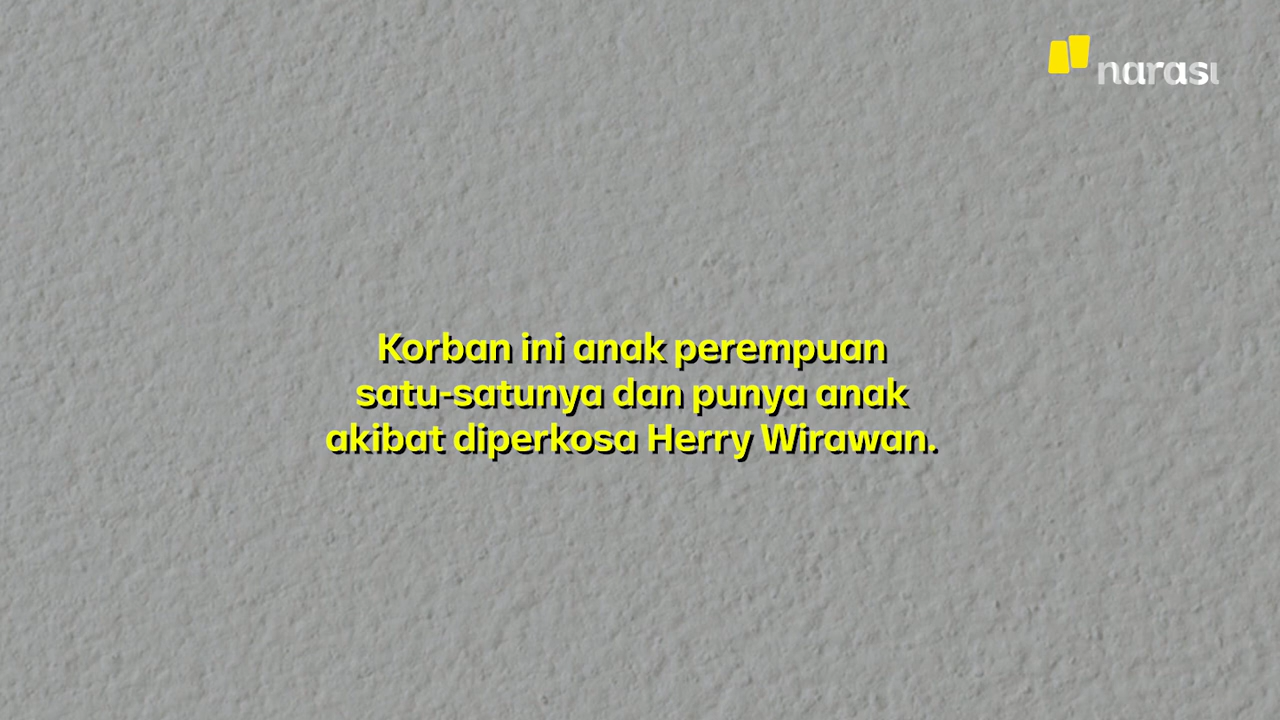 narasi
Korban ini anak perempuan
satu-satunya dan punya anak
akibat diperkosa Herry Wirawan.